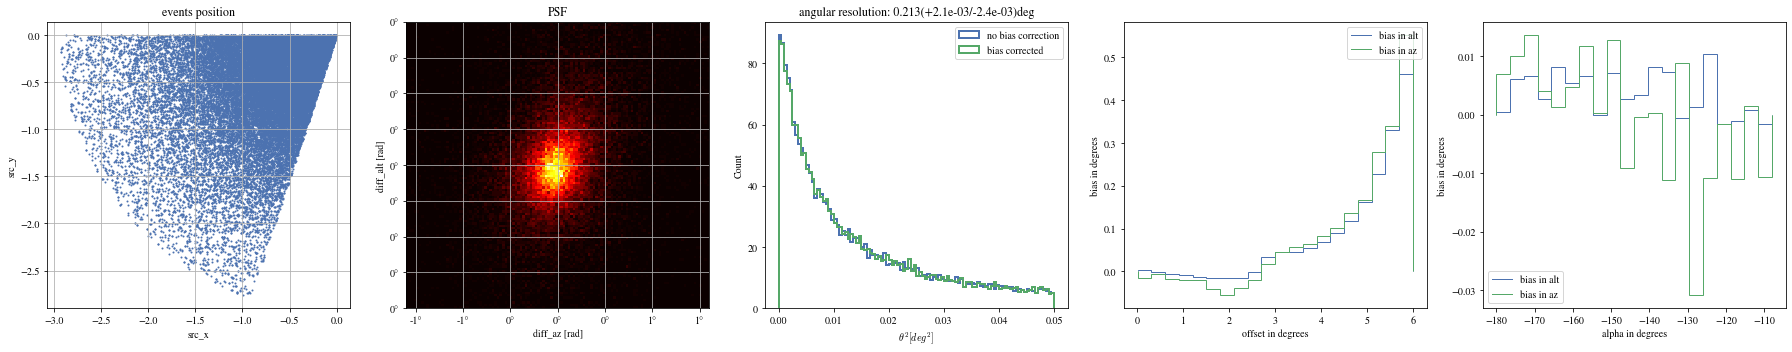 events position
0.0
−0.5
−1.0
−1.5
−2.0
−2.5
src_y
−3.0 −2.5 −2.0 −1.5 −1.0 −0.5 0.0
src_x
PSF
0°
0°
0°
0°
0°
0°
0°
0°
0°
diff_alt [rad]
-1° -1° 0° 0° 0° 1° 1°
diff_az [rad]
angular resolution: 0.213(+2.1e-03/-2.4e-03)deg
no bias correction
bias corrected
80
60
40
20
0
Count
0.00 0.01 0.02 0.03 0.04 0.05
θ²[deg²]
bias in alt
bias in az
0.5
0.4
0.3
0.2
0.1
0.0
bias in degrees
0 1 2 3 4 5 6
offset in degrees
0.01
0.00
−0.01
−0.02
−0.03
bias in degrees
bias in alt
bias in az
−180 −170 −160 −150 −140 −130 −120 −110
alpha in degrees